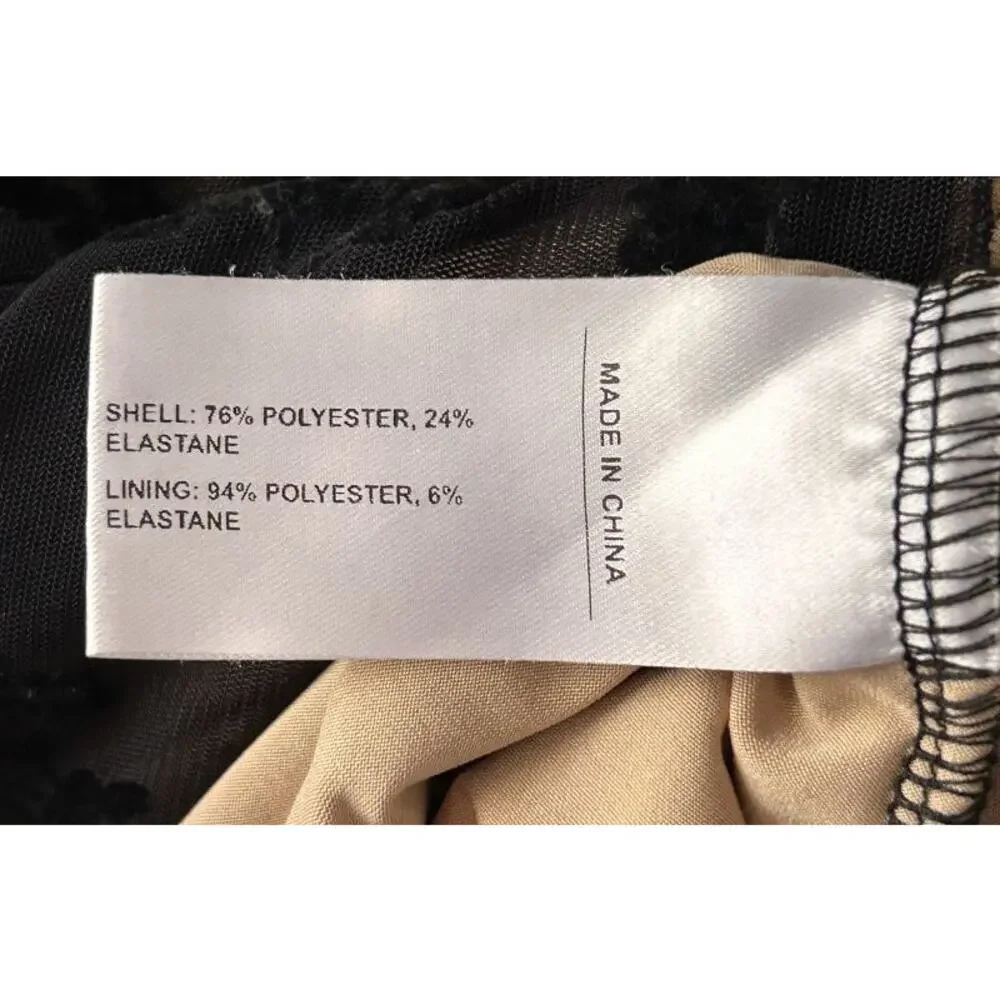 SHELL: 76% POLYESTER, 24%
ELASTANE
LINING: 94% POLYESTER, 6%
ELASTANE
MADE IN CHINA